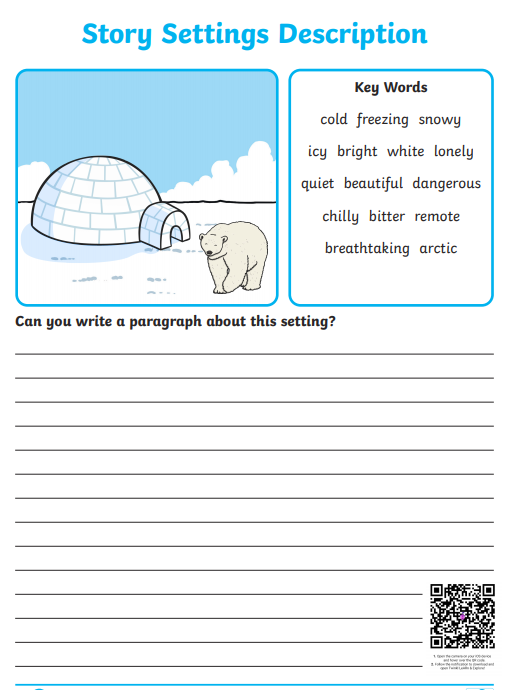 Story Settings Description
Key Words
cold freezing snowy
icy bright white lonely
quiet beautiful dangerous
chilly bitter remote
breathtaking arctic
Can you write a paragraph about this setting?